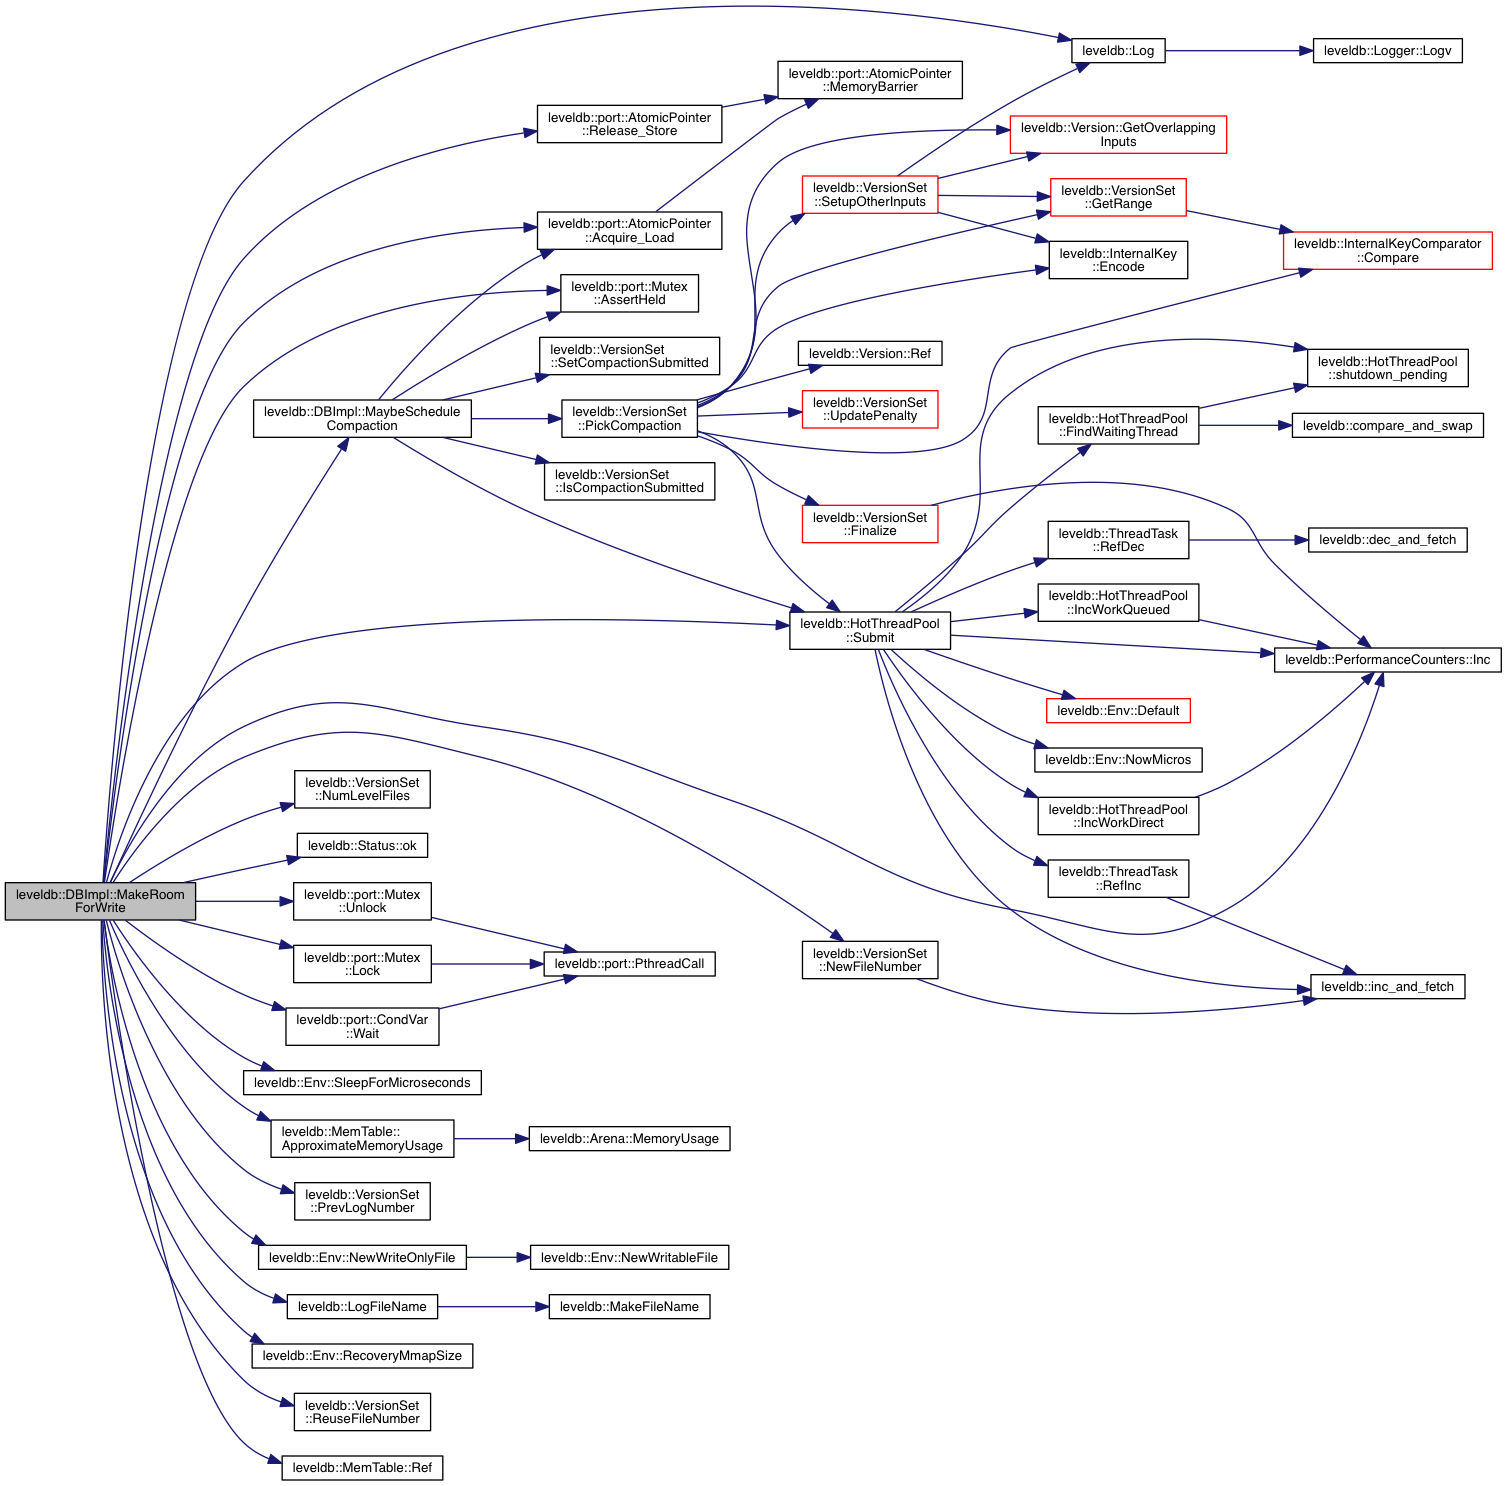 leveldb::Log
leveldb::Logger::Logv
leveldb::port::AtomicPointer
::MemoryBarrier
leveldb::port::AtomicPointer
::Release_Store
leveldb::Version::GetOverlapping
Inputs
leveldb::VersionSet
::SetupOtherInputs
leveldb::VersionSet
::GetRange
leveldb::port::AtomicPointer
::Acquire_Load
leveldb::InternalKeyComparator
::Compare
leveldb::InternalKey
::Encode
leveldb::port::Mutex
::AssertHeld
leveldb::VersionSet
::SetCompactionSubmitted
leveldb::Version::Ref
leveldb::HotThreadPool
::shutdown_pending
leveldb::DBImpl::MaybeSchedule
Compaction
leveldb::VersionSet
::PickCompaction
leveldb::VersionSet
::UpdatePenalty
leveldb::HotThreadPool
::FindWaitingThread
leveldb::compare_and_swap
leveldb::VersionSet
::IsCompactionSubmitted
leveldb::VersionSet
::Finalize
leveldb::ThreadTask
::RefDec
leveldb::dec_and_fetch
leveldb::HotThreadPool
::IncWorkQueued
leveldb::HotThreadPool
::Submit
leveldb::PerformanceCounters::Inc
leveldb::Env::Default
leveldb::Env::NowMicros
leveldb::VersionSet
::NumLevelFiles
leveldb::HotThreadPool
::IncWorkDirect
leveldb::Status::ok
leveldb::ThreadTask
::RefInc
leveldb::DBImpl::MakeRoom
ForWrite
leveldb::port::Mutex
::Unlock
leveldb::port::Mutex
::Lock
leveldb::port::PthreadCall
leveldb::VersionSet
::NewFileNumber
leveldb::inc_and_fetch
leveldb::port::CondVar
::Wait
leveldb::Env::SleepForMicroseconds
leveldb::MemTable::
ApproximateMemoryUsage
leveldb::Arena::MemoryUsage
leveldb::VersionSet
::PrevLogNumber
leveldb::Env::NewWriteOnlyFile
leveldb::Env::NewWritableFile
leveldb::LogFileName
leveldb::MakeFileName
leveldb::Env::RecoveryMmapSize
leveldb::VersionSet
::ReuseFileNumber
leveldb::MemTable::Ref